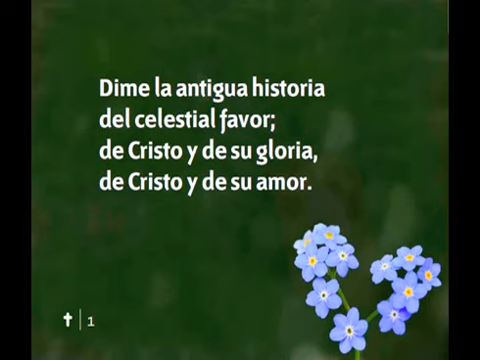 Dime la antigua historia
del celestial favor;
de Cristo y de su gloria,
de Cristo y de su amor.
1